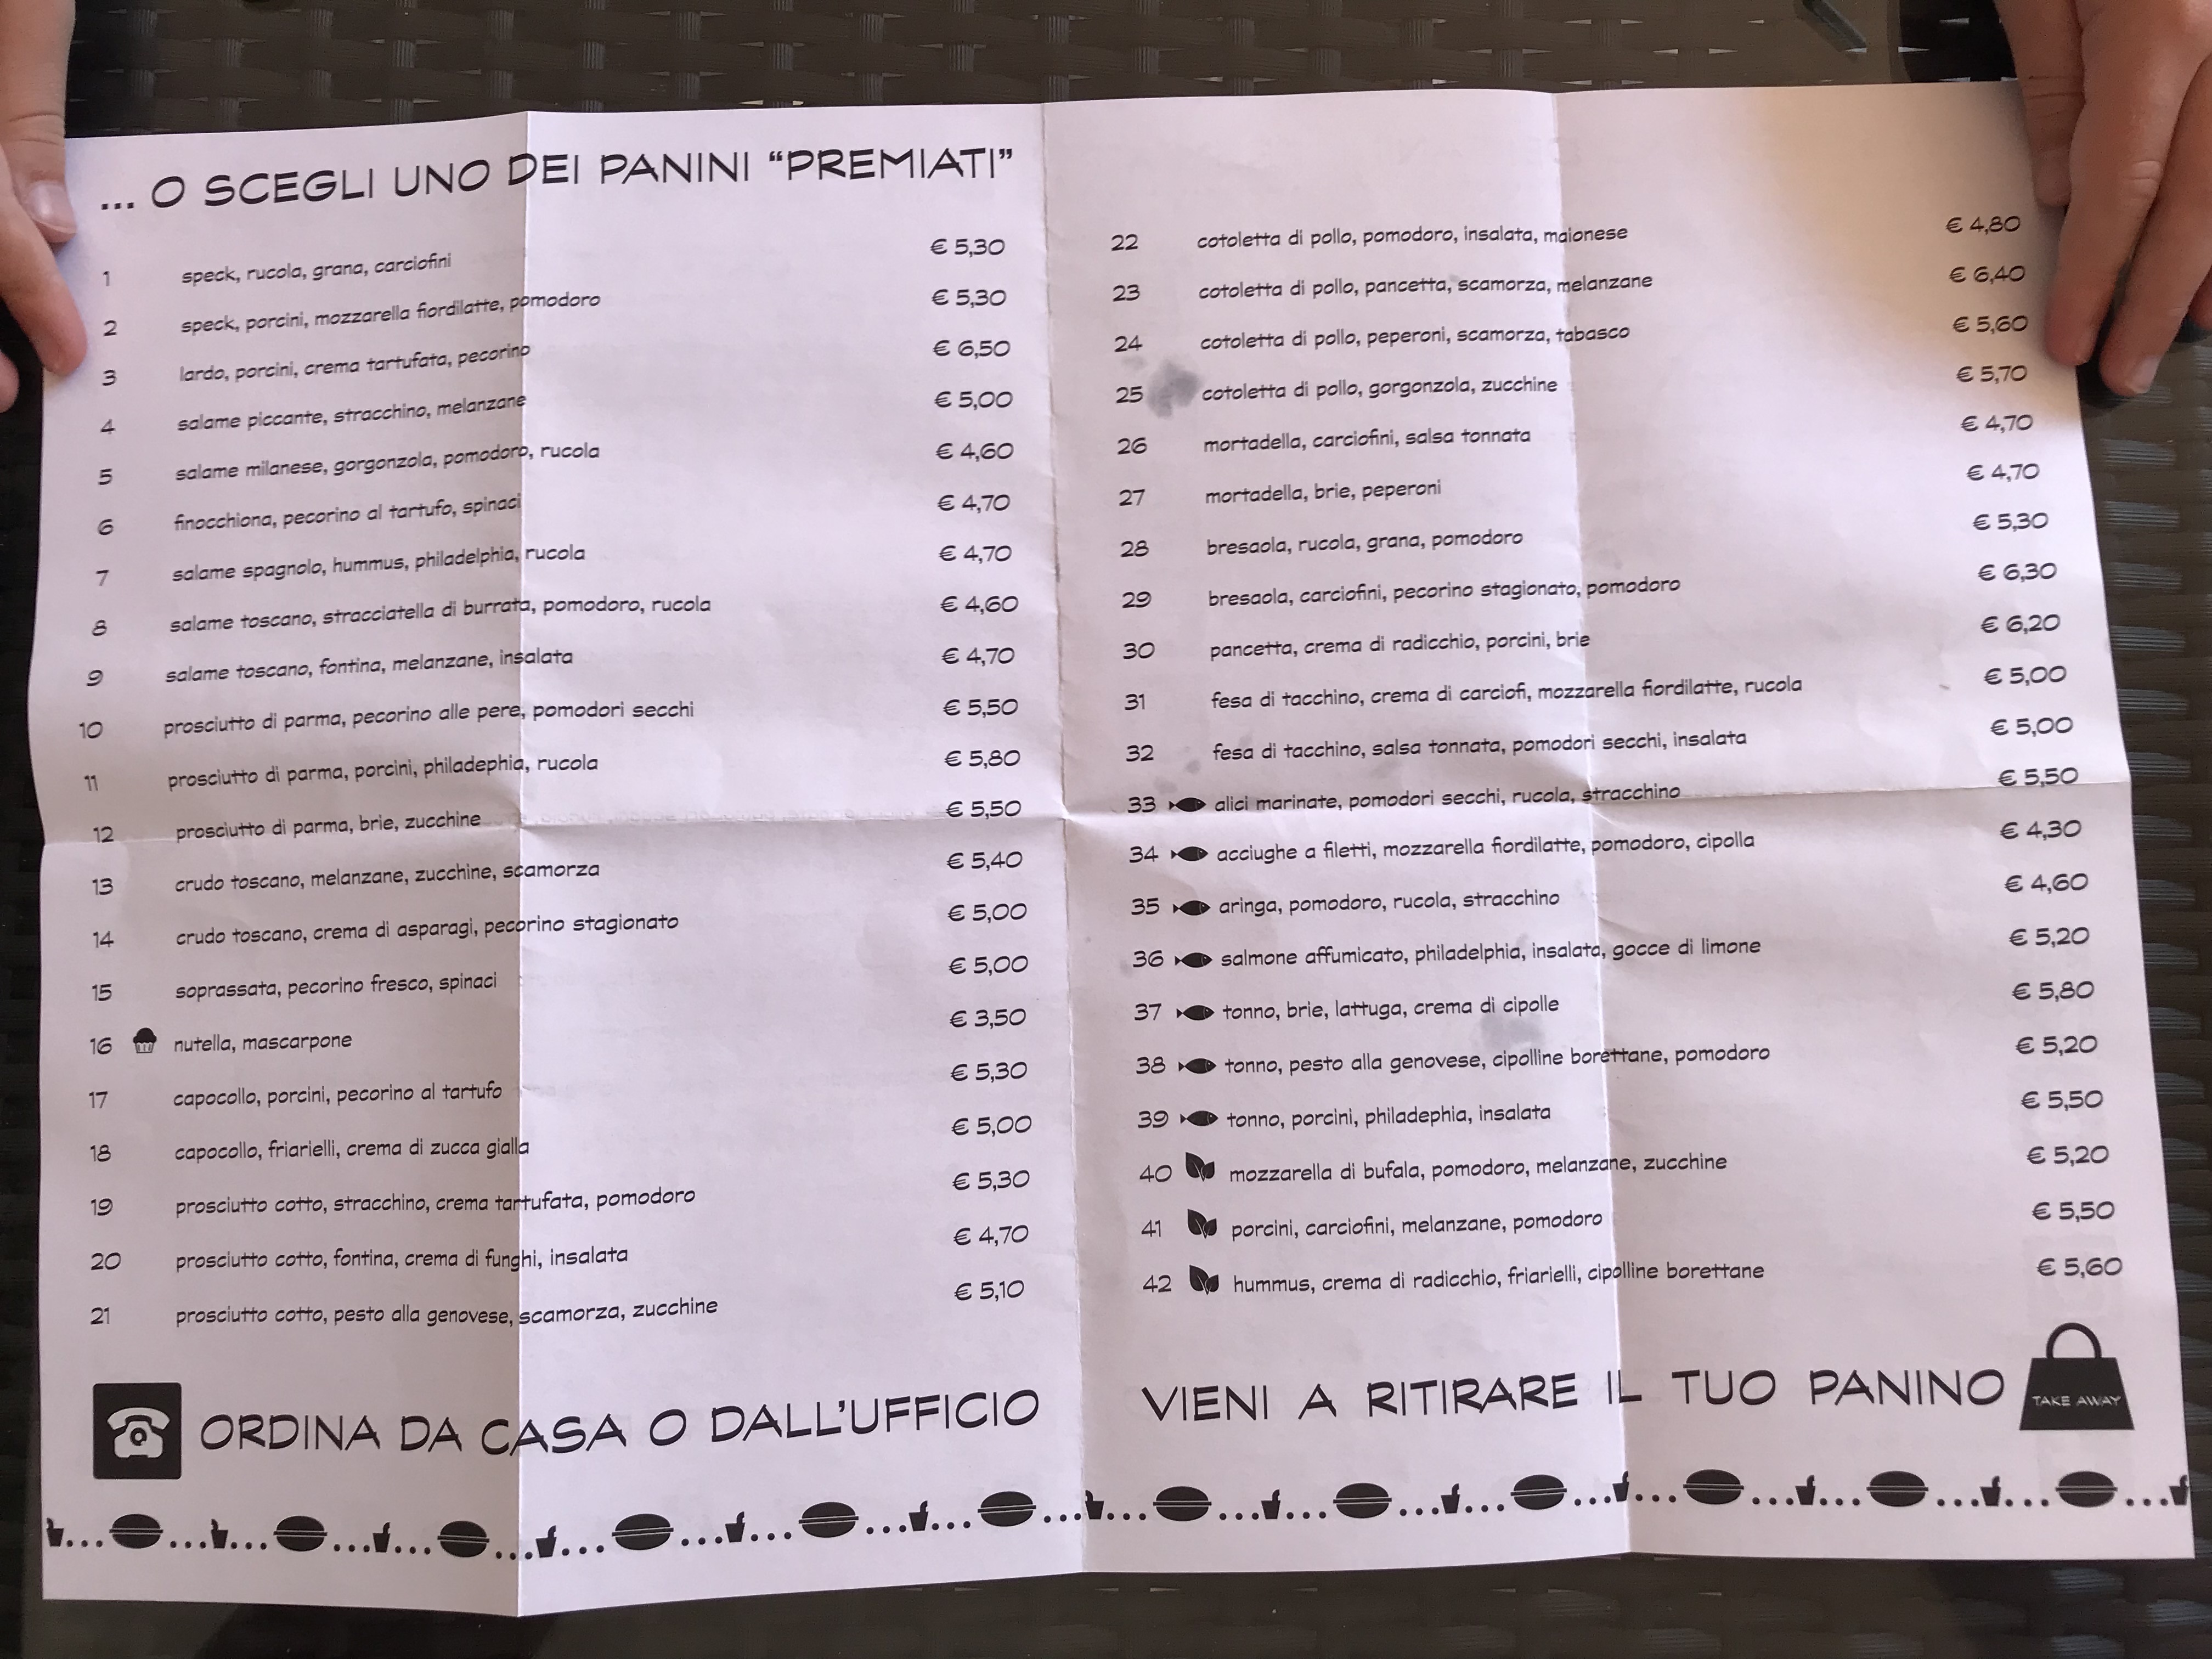 ... O SCEGLI UNO DEI PANINI “PREMIATI”
1 speck, rucola, grana, carciofini € 5,30
2 speck, porcini, mozzarella fiordilatte, pomodoro € 5,30
3 lardo, porcini, crema tartufata, pecorino € 6,50
4 salame piccante, stracchino, melanzane € 5,00
5 salame milanese, gorgonzola, pomodoro, rucola € 4,60
6 finocchiona, pecorino al tartufo, spinaci € 4,70
7 salame spagnolo, hummus, philadelphia, rucola € 4,70
8 salame toscano, stracciatella di burrata, pomodoro, rucola € 4,60
9 salame toscano, fontina, melanzane, insalata € 4,70
10 prosciutto di parma, pecorino alle pere, pomodori secchi € 5,50
11 prosciutto di parma, porcini, philadephia, rucola € 5,80
12 prosciutto di parma, brie, zucchine € 5,50
13 crudo toscano, melanzane, zucchine, scamorza € 5,40
14 crudo toscano, crema di asparagi, pecorino stagionato € 5,00
15 soprassata, pecorino fresco, spinaci € 5,00
16 nutella, mascarpone € 3,50
17 capocollo, porcini, pecorino al tartufo € 5,30
18 capocollo, friarielli, crema di zucca gialla € 5,00
19 prosciutto cotto, stracchino, crema tartufata, pomodoro € 5,30
20 prosciutto cotto, fontina, crema di funghi, insalata € 4,70
21 prosciutto cotto, pesto alla genovese, scamorza, zucchine € 5,10
ORDINA DA CASA O DALL'UFFICIO
22 cotoletta di pollo, pomodoro, insalata, maionese € 4,80
23 cotoletta di pollo, pancetta, scamorza, melanzane € 6,40
24 cotoletta di pollo, peperoni, scamorza, tabasco € 5,60
25 cotoletta di pollo, gorgonzola, zucchine € 5,70
26 mortadella, carciofini, salsa tonnata € 4,70
27 mortadella, brie, peperoni € 4,70
28 bresaola, rucola, grana, pomodoro € 5,30
29 bresaola, carciofini, pecorino stagionato, pomodoro € 6,30
30 pancetta, crema di radicchio, porcini, brie € 6,20
31 fesa di tacchino, crema di carciofi, mozzarella fiordilatte, rucola € 5,00
32 fesa di tacchino, salsa tonnata, pomodori secchi, insalata € 5,00
33 alici marinate, pomodori secchi, rucola, stracchino € 5,50
34 acciughe a filetti, mozzarella fiordilatte, pomodoro, cipolla € 4,30
35 aringa, pomodoro, rucola, stracchino € 4,60
36 salmone affumicato, philadelphia, insalata, gocce di limone € 5,20
37 tonno, brie, lattuga, crema di cipolle € 5,80
38 tonno, pesto alla genovese, cipolline borettane, pomodoro € 5,20
39 tonno, porcini, philadephia, insalata € 5,50
40 mozzarella di bufala, pomodoro, melanzane, zucchine € 5,20
41 porcini, carciofini, melanzane, pomodoro € 5,50
42 hummus, crema di radicchio, friarielli, cipolline borettane € 5,60
VIENI A RITIRARE IL TUO PANINO
TAKE AWAY